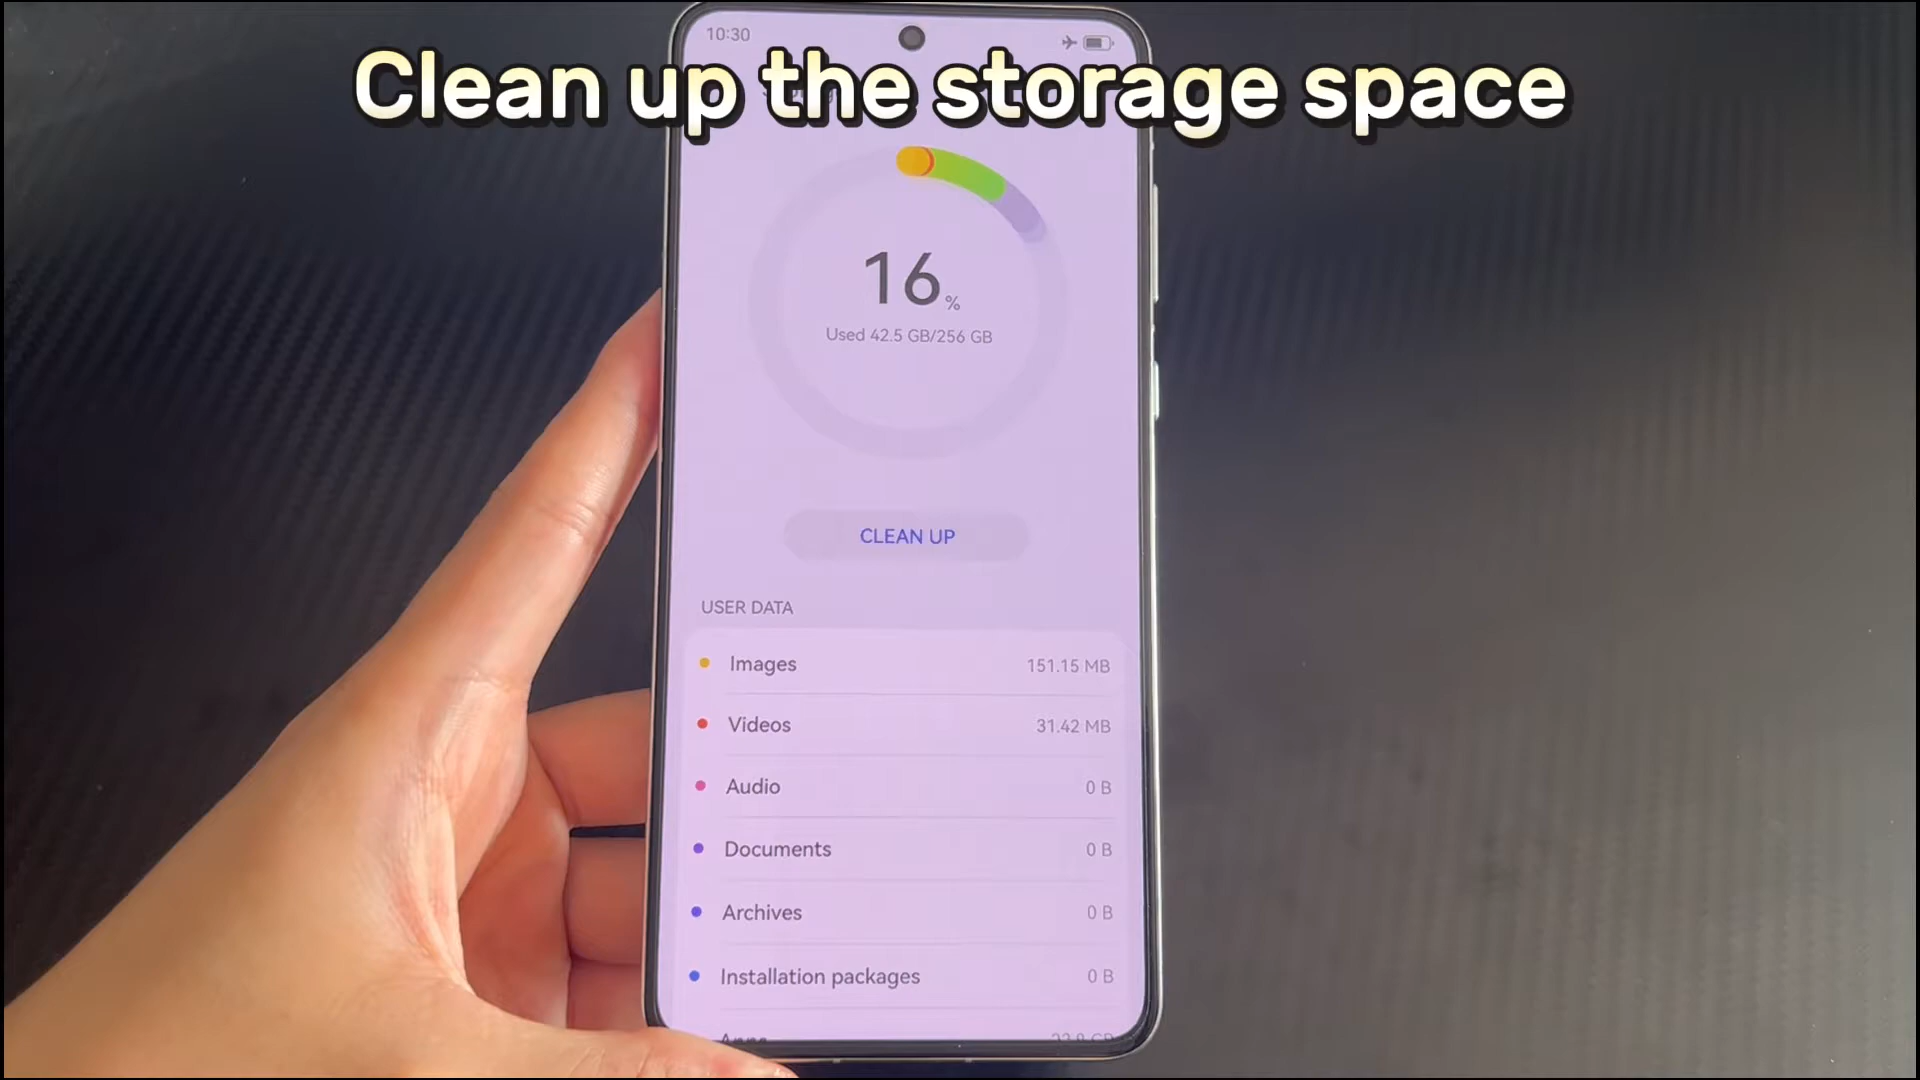 10:30
Clean up the storage space
16%
Used 42.5 GB/256 GB
CLEAN UP
USER DATA
Images 151.15 MB
Videos 31.42 MB
Audio 0 B
Documents 0 B
Archives 0 B
Installation packages 0 B
Apps